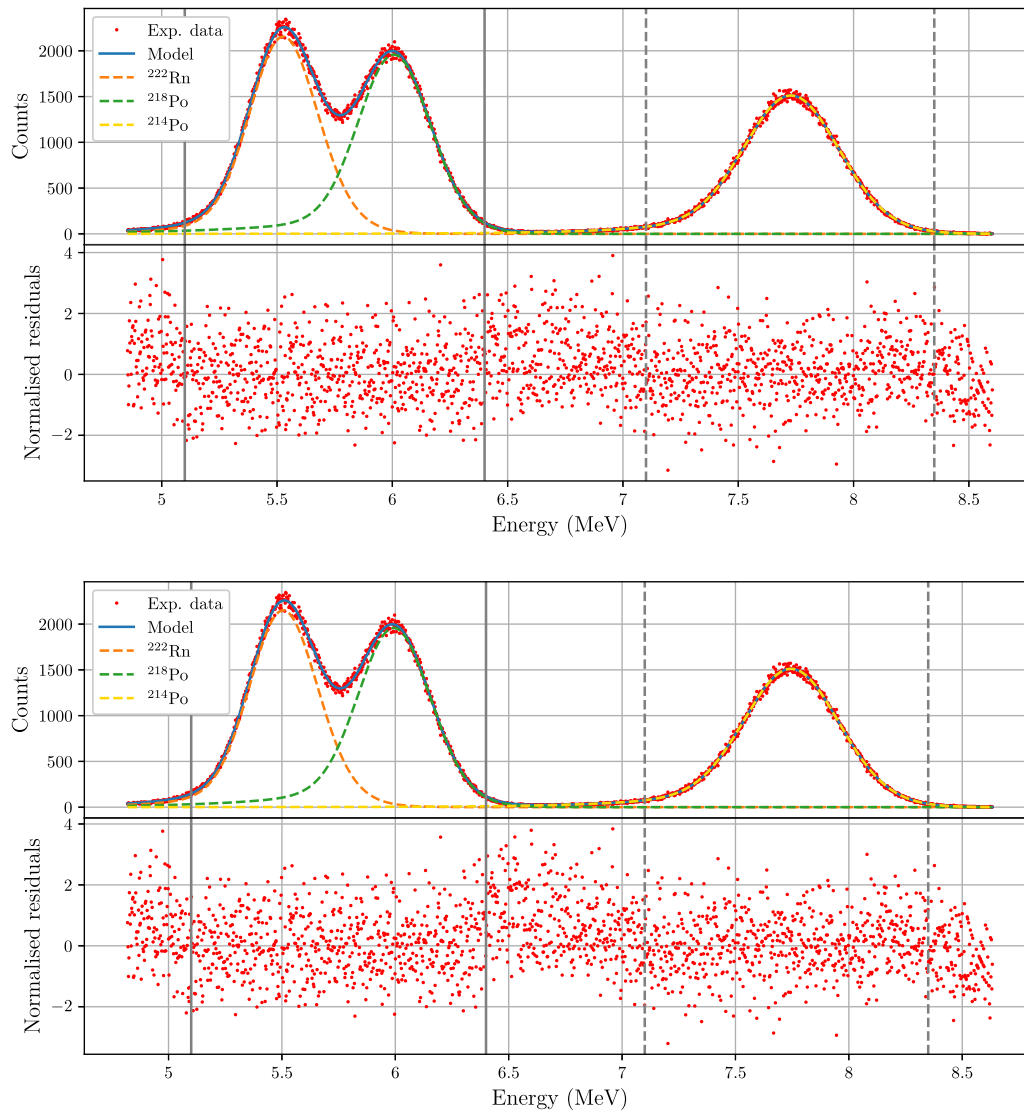 2000
1500
1000
500
0
Counts
Exp. data
Model
²²²Rn
²¹⁸Po
²¹⁴Po
4
2
0
−2
Normalised residuals
5
5.5
6
6.5
7
7.5
8
8.5
Energy (MeV)
2000
1500
1000
500
0
Counts
Exp. data
Model
²²²Rn
²¹⁸Po
²¹⁴Po
4
2
0
−2
Normalised residuals
5
5.5
6
6.5
7
7.5
8
8.5
Energy (MeV)